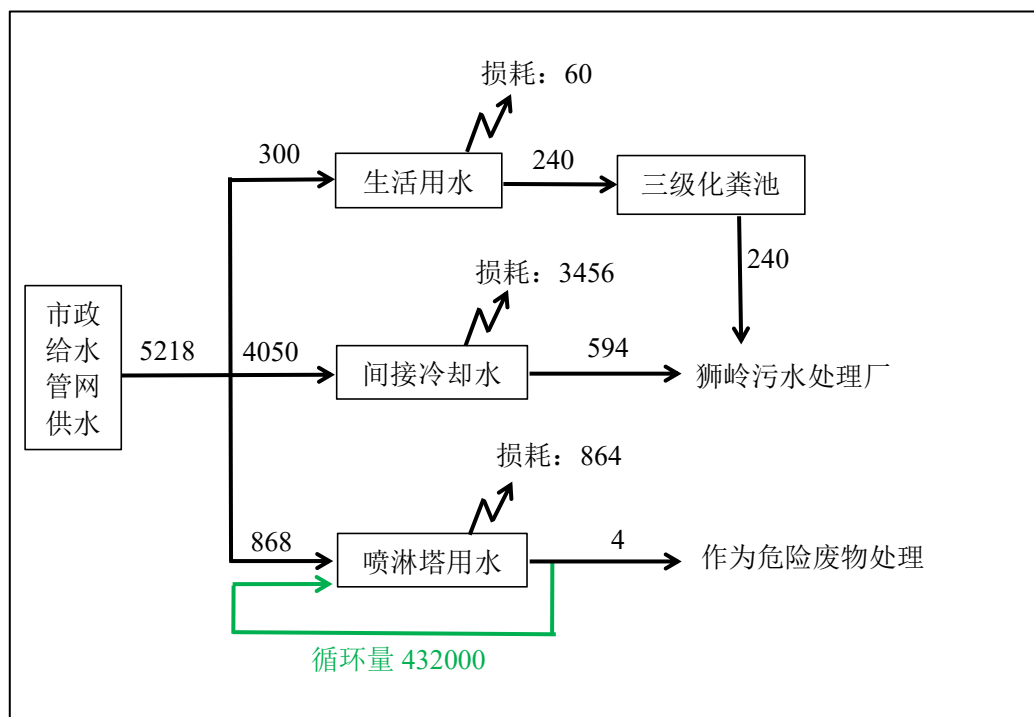 损耗：60
300
生活用水
240
三级化粪池
240
损耗：3456
市政
给水
管网
供水
5218
4050
间接冷却水
594
狮岭污水处理厂
损耗：864
868
喷淋塔用水
4
作为危险废物处理
循环量 432000